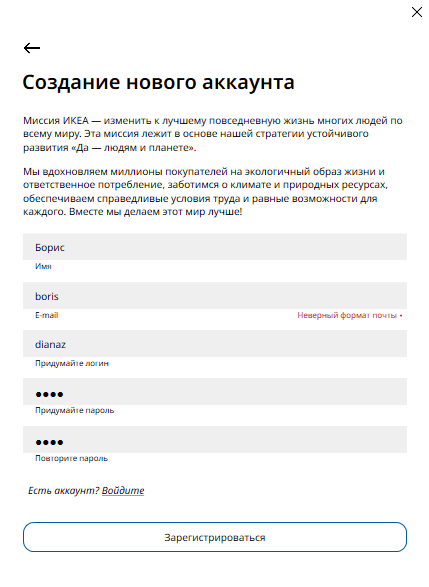 Создание нового аккаунта
Миссия ИКЕА — изменить к лучшему повседневную жизнь многих людей по
всему миру. Эта миссия лежит в основе нашей стратегии устойчивого
развития «Да — людям и планете».
Мы вдохновляем миллионы покупателей на экологичный образ жизни и
ответственное потребление, заботимся о климате и природных ресурсах,
обеспечиваем справедливые условия труда и равные возможности для
каждого. Вместе мы делаем этот мир лучше!
Борис
Имя
boris
E-mail Неверный формат почты •
dianaz
Придумайте логин
●●●●
Придумайте пароль
●●●●
Повторите пароль
Есть аккаунт? Войдите
Зарегистрироваться